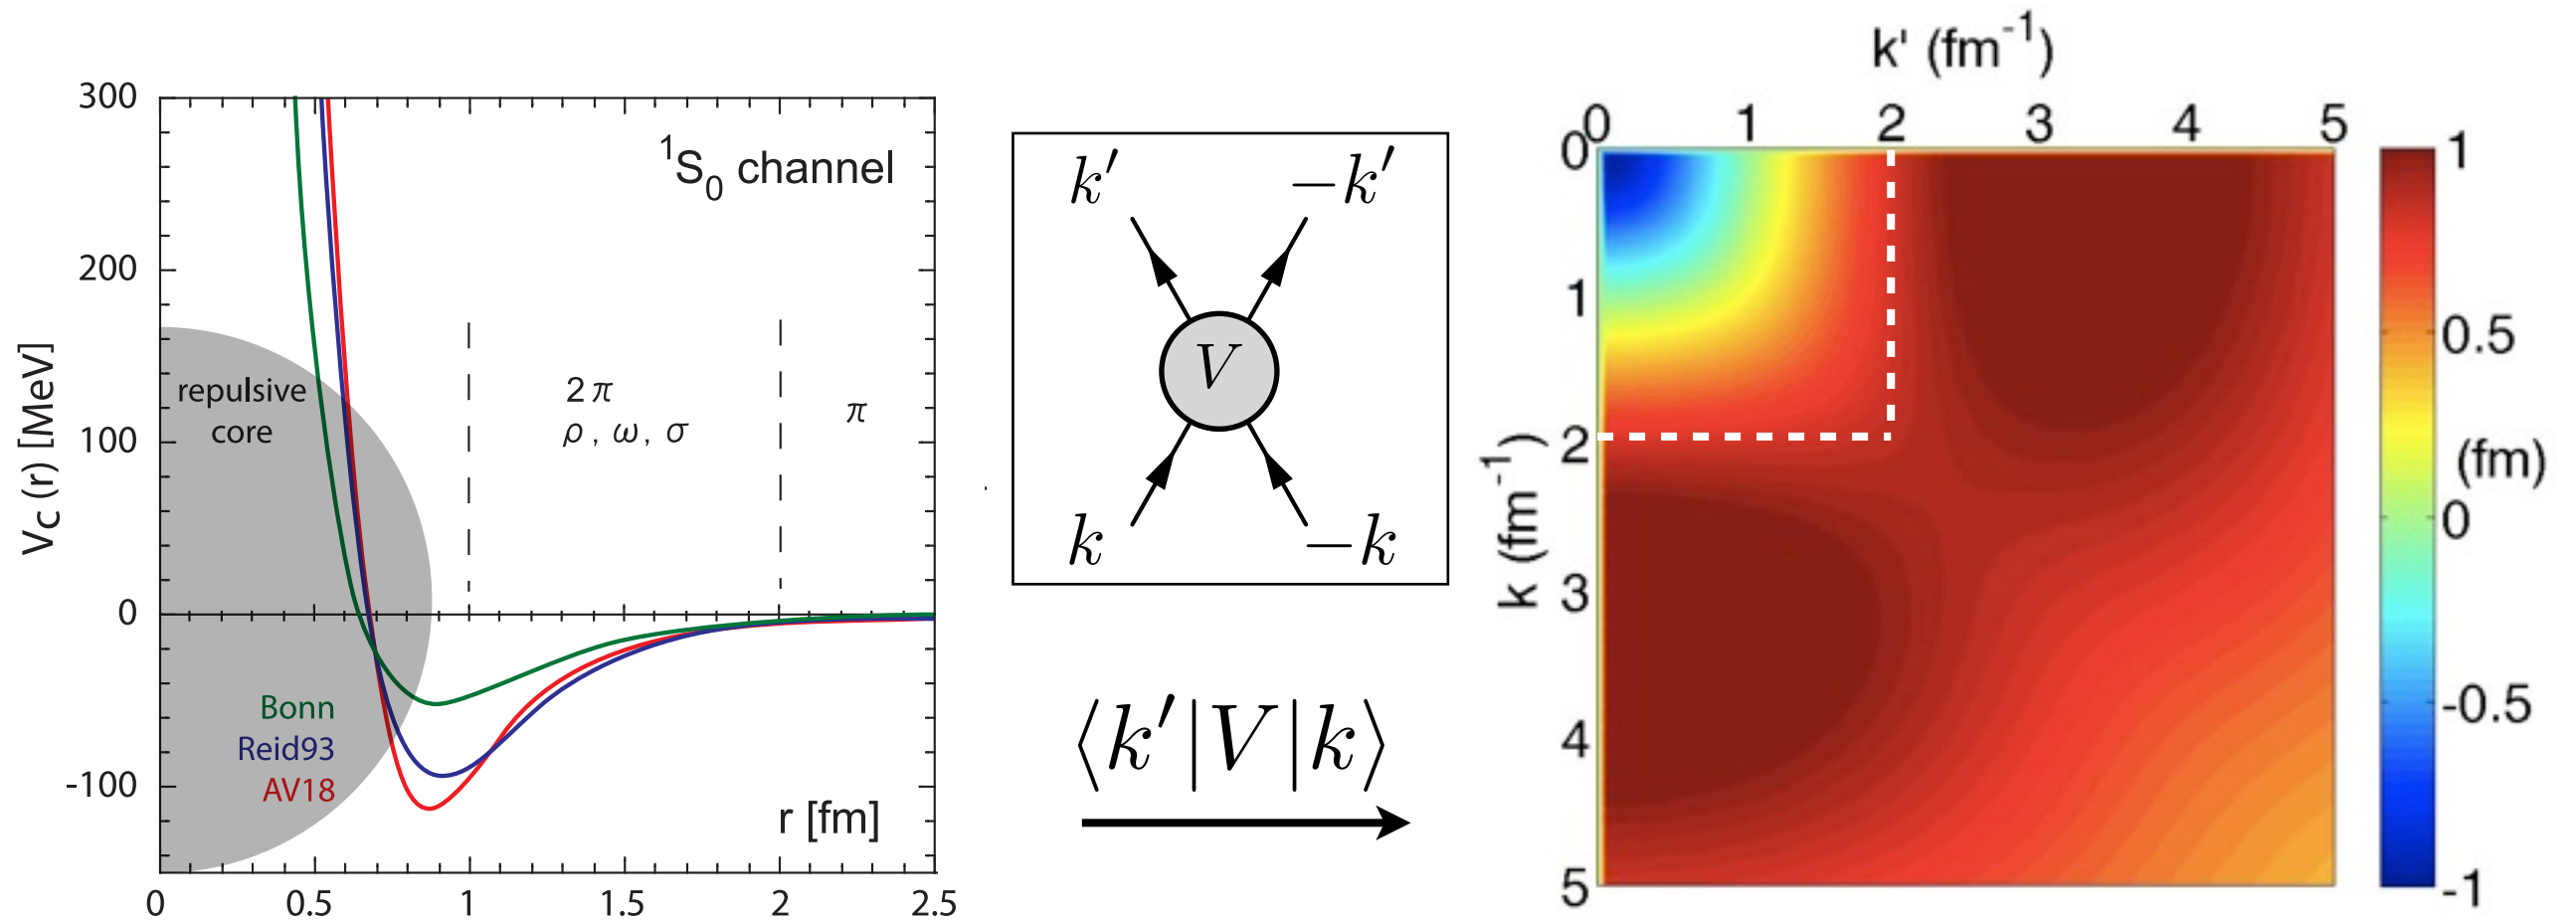 300
200
100
0
-100
Vc (r) [MeV]
¹S₀ channel
repulsive
core
2 π
ρ , ω, σ
π
Bonn
Reid93
AV18
r [fm]
0 0.5 1 1.5 2 2.5
k′ −k′
V
k −k
⟨k′|V|k⟩
k' (fm⁻¹)
0 1 2 3 4 5
0
1
2
3
4
5
k (fm⁻¹)
1
0.5
0
-0.5
-1
(fm)